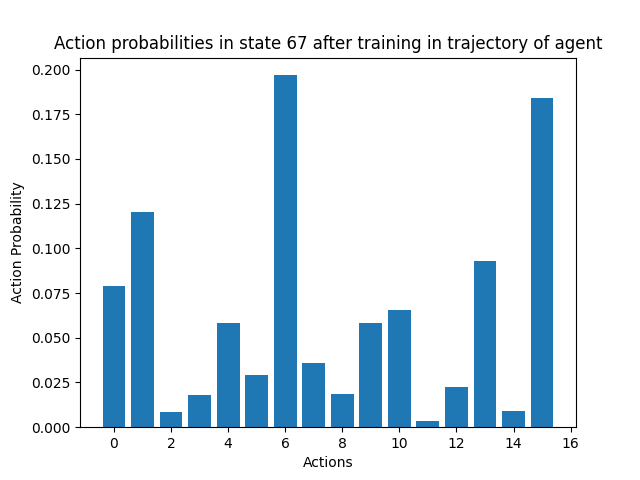 Action probabilities in state 67 after training in trajectory of agent
0.200
0.175
0.150
0.125
0.100
0.075
0.050
0.025
0.000
Action Probability
0 2 4 6 8 10 12 14 16
Actions